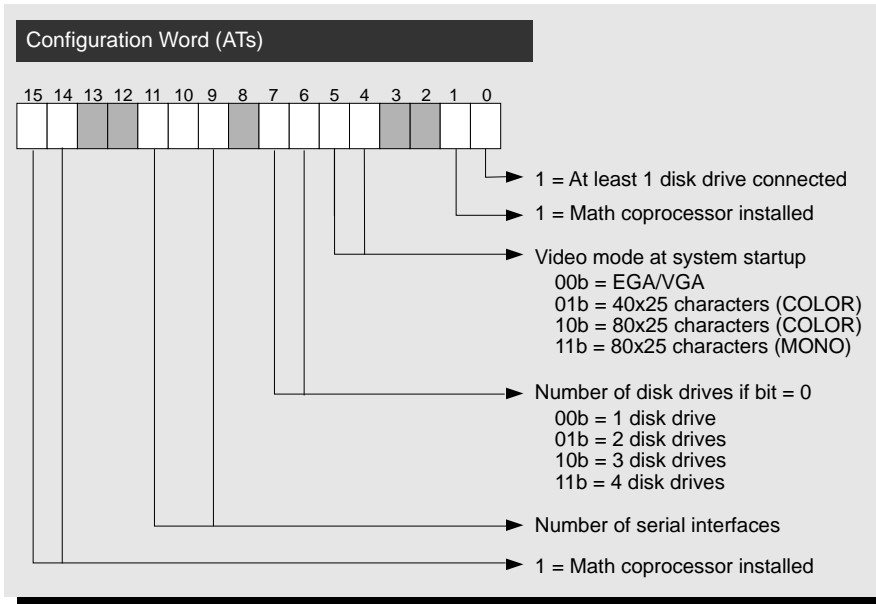 Configuration Word (ATs)
15 14 13 12 11 10 9 8 7 6 5 4 3 2 1 0
1 = At least 1 disk drive connected
1 = Math coprocessor installed
Video mode at system startup
00b = EGA/VGA
01b = 40x25 characters (COLOR)
10b = 80x25 characters (COLOR)
11b = 80x25 characters (MONO)
Number of disk drives if bit = 0
00b = 1 disk drive
01b = 2 disk drives
10b = 3 disk drives
11b = 4 disk drives
Number of serial interfaces
1 = Math coprocessor installed